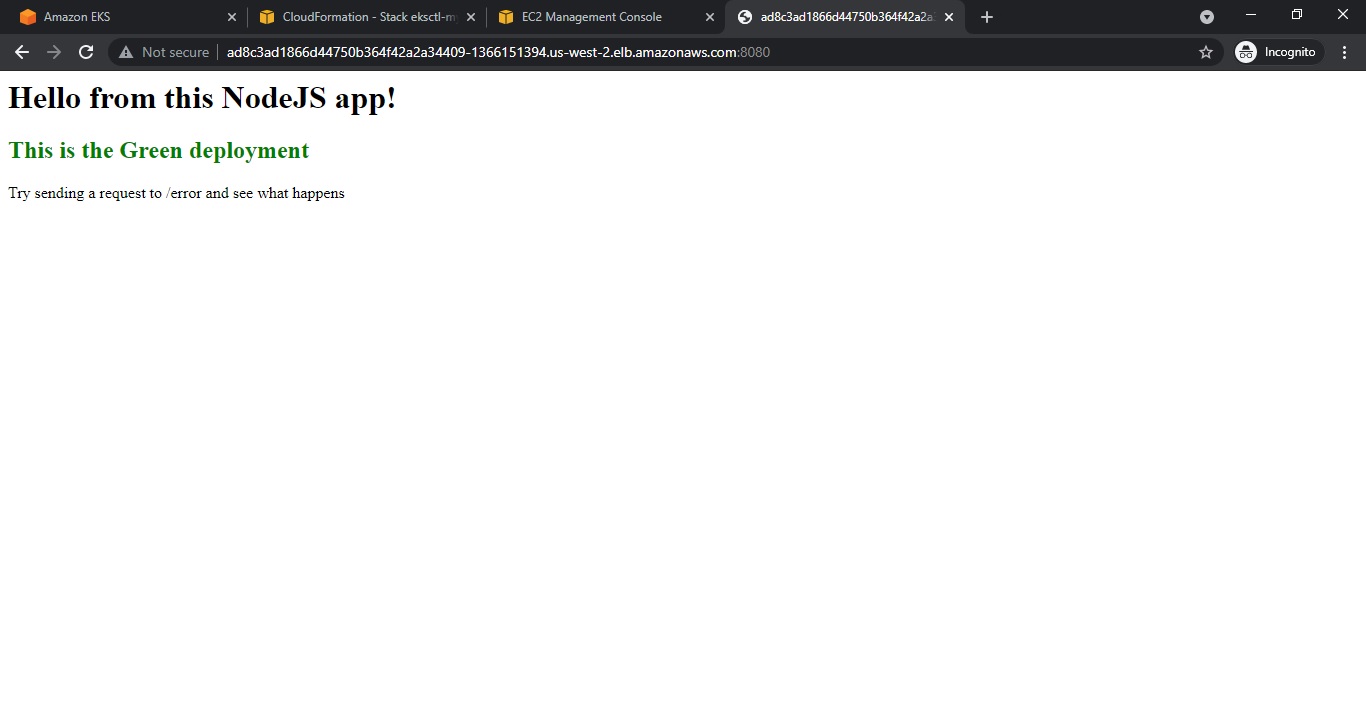 Amazon EKS
CloudFormation - Stack eksctl-m
EC2 Management Console
ad8c3ad1866d44750b364f42a2a
Not secure
ad8c3ad1866d44750b364f42a2a34409-1366151394.us-west-2.elb.amazonaws.com:8080
Incognito
Hello from this NodeJS app!
This is the Green deployment
Try sending a request to /error and see what happens